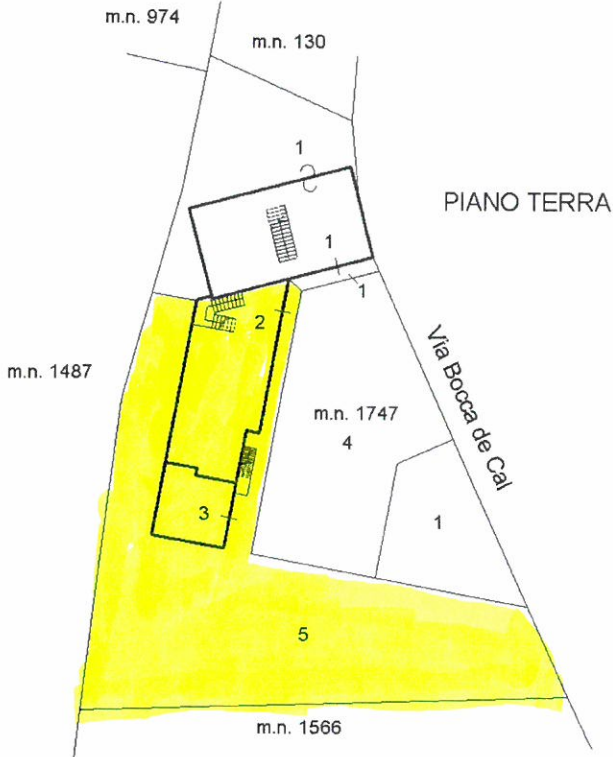 m.n. 974
m.n. 130
1
PIANO TERRA
1
1
2
Via Bocca de Cal
m.n. 1487
m.n. 1747
4
1
3
5
m.n. 1566